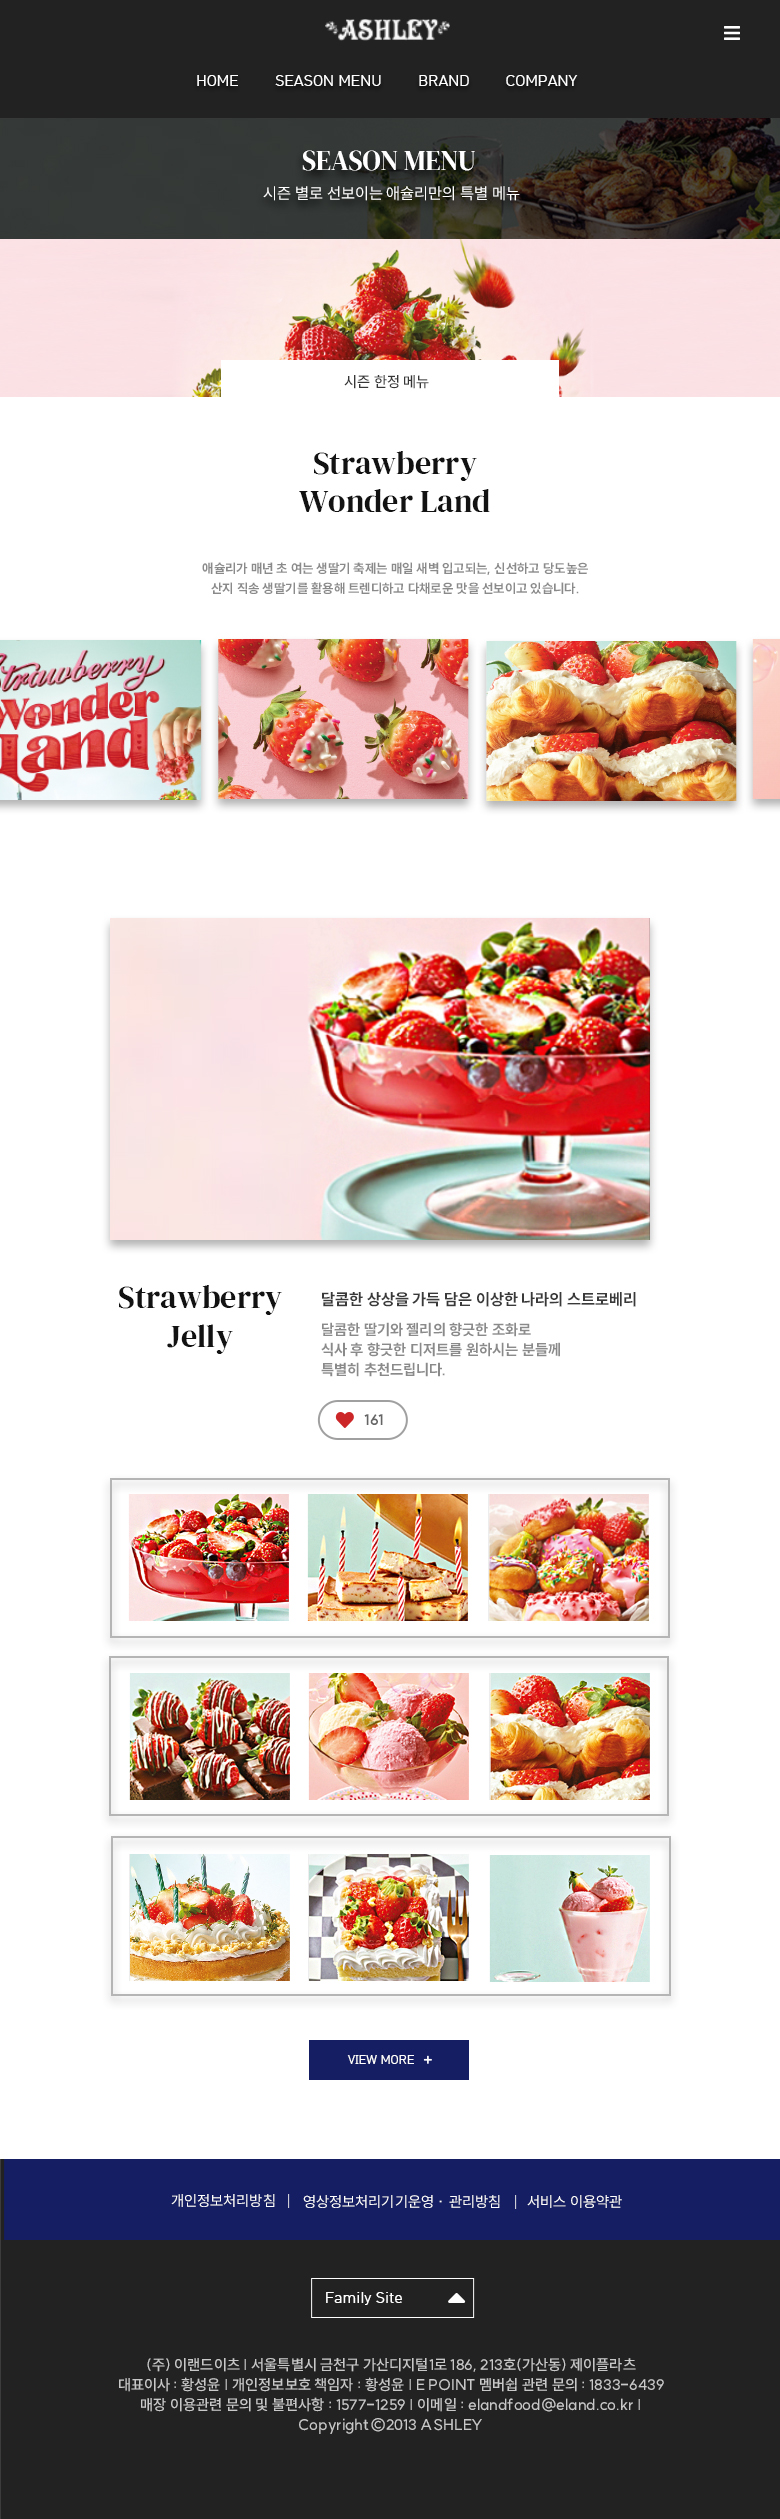 ASHLEY
HOME SEASON MENU BRAND COMPANY
SEASON MENU
시즌 별로 선보이는 애슐리만의 특별 메뉴
시즌 한정 메뉴
Strawberry
Wonder Land
애슐리가 매년 초 여는 생딸기 축제는 매일 새벽 입고되는, 신선하고 당도높은
산지 직송 생딸기를 활용해 트렌디하고 다채로운 맛을 선보이고 있습니다.
Strawberry
Wonder
Land
Strawberry
Jelly
달콤한 상상을 가득 담은 이상한 나라의 스트로베리
달콤한 딸기와 젤리의 향긋한 조화로
식사 후 향긋한 디저트를 원하시는 분들께
특별히 추천드립니다.
161
VIEW MORE +
개인정보처리방침 | 영상정보처리기기운영 · 관리방침 | 서비스 이용약관
Family Site
(주) 이랜드이츠 | 서울특별시 금천구 가산디지털1로 186, 213호(가산동) 제이플라츠
대표이사 : 황성윤 | 개인정보보호 책임자 : 황성윤 | E POINT 멤버쉽 관련 문의 : 1833-6439
매장 이용관련 문의 및 불편사항 : 1577-1259 | 이메일 : elandfood@eland.co.kr |
Copyright©2013 ASHLEY